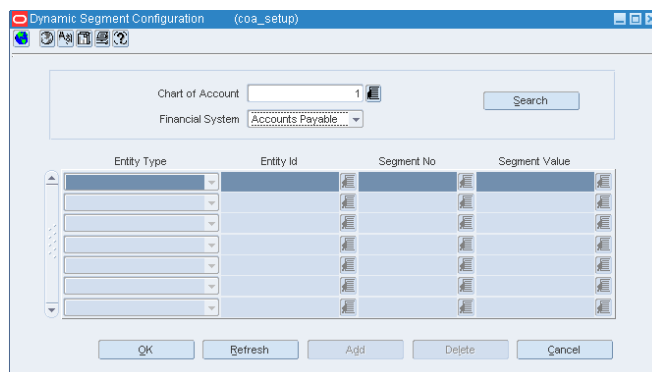 Dynamic Segment Configuration (coa_setup)
Chart of Account 1
Search
Financial System Accounts Payable
Entity Type Entity Id Segment No Segment Value
OK Refresh Add Delete Cancel